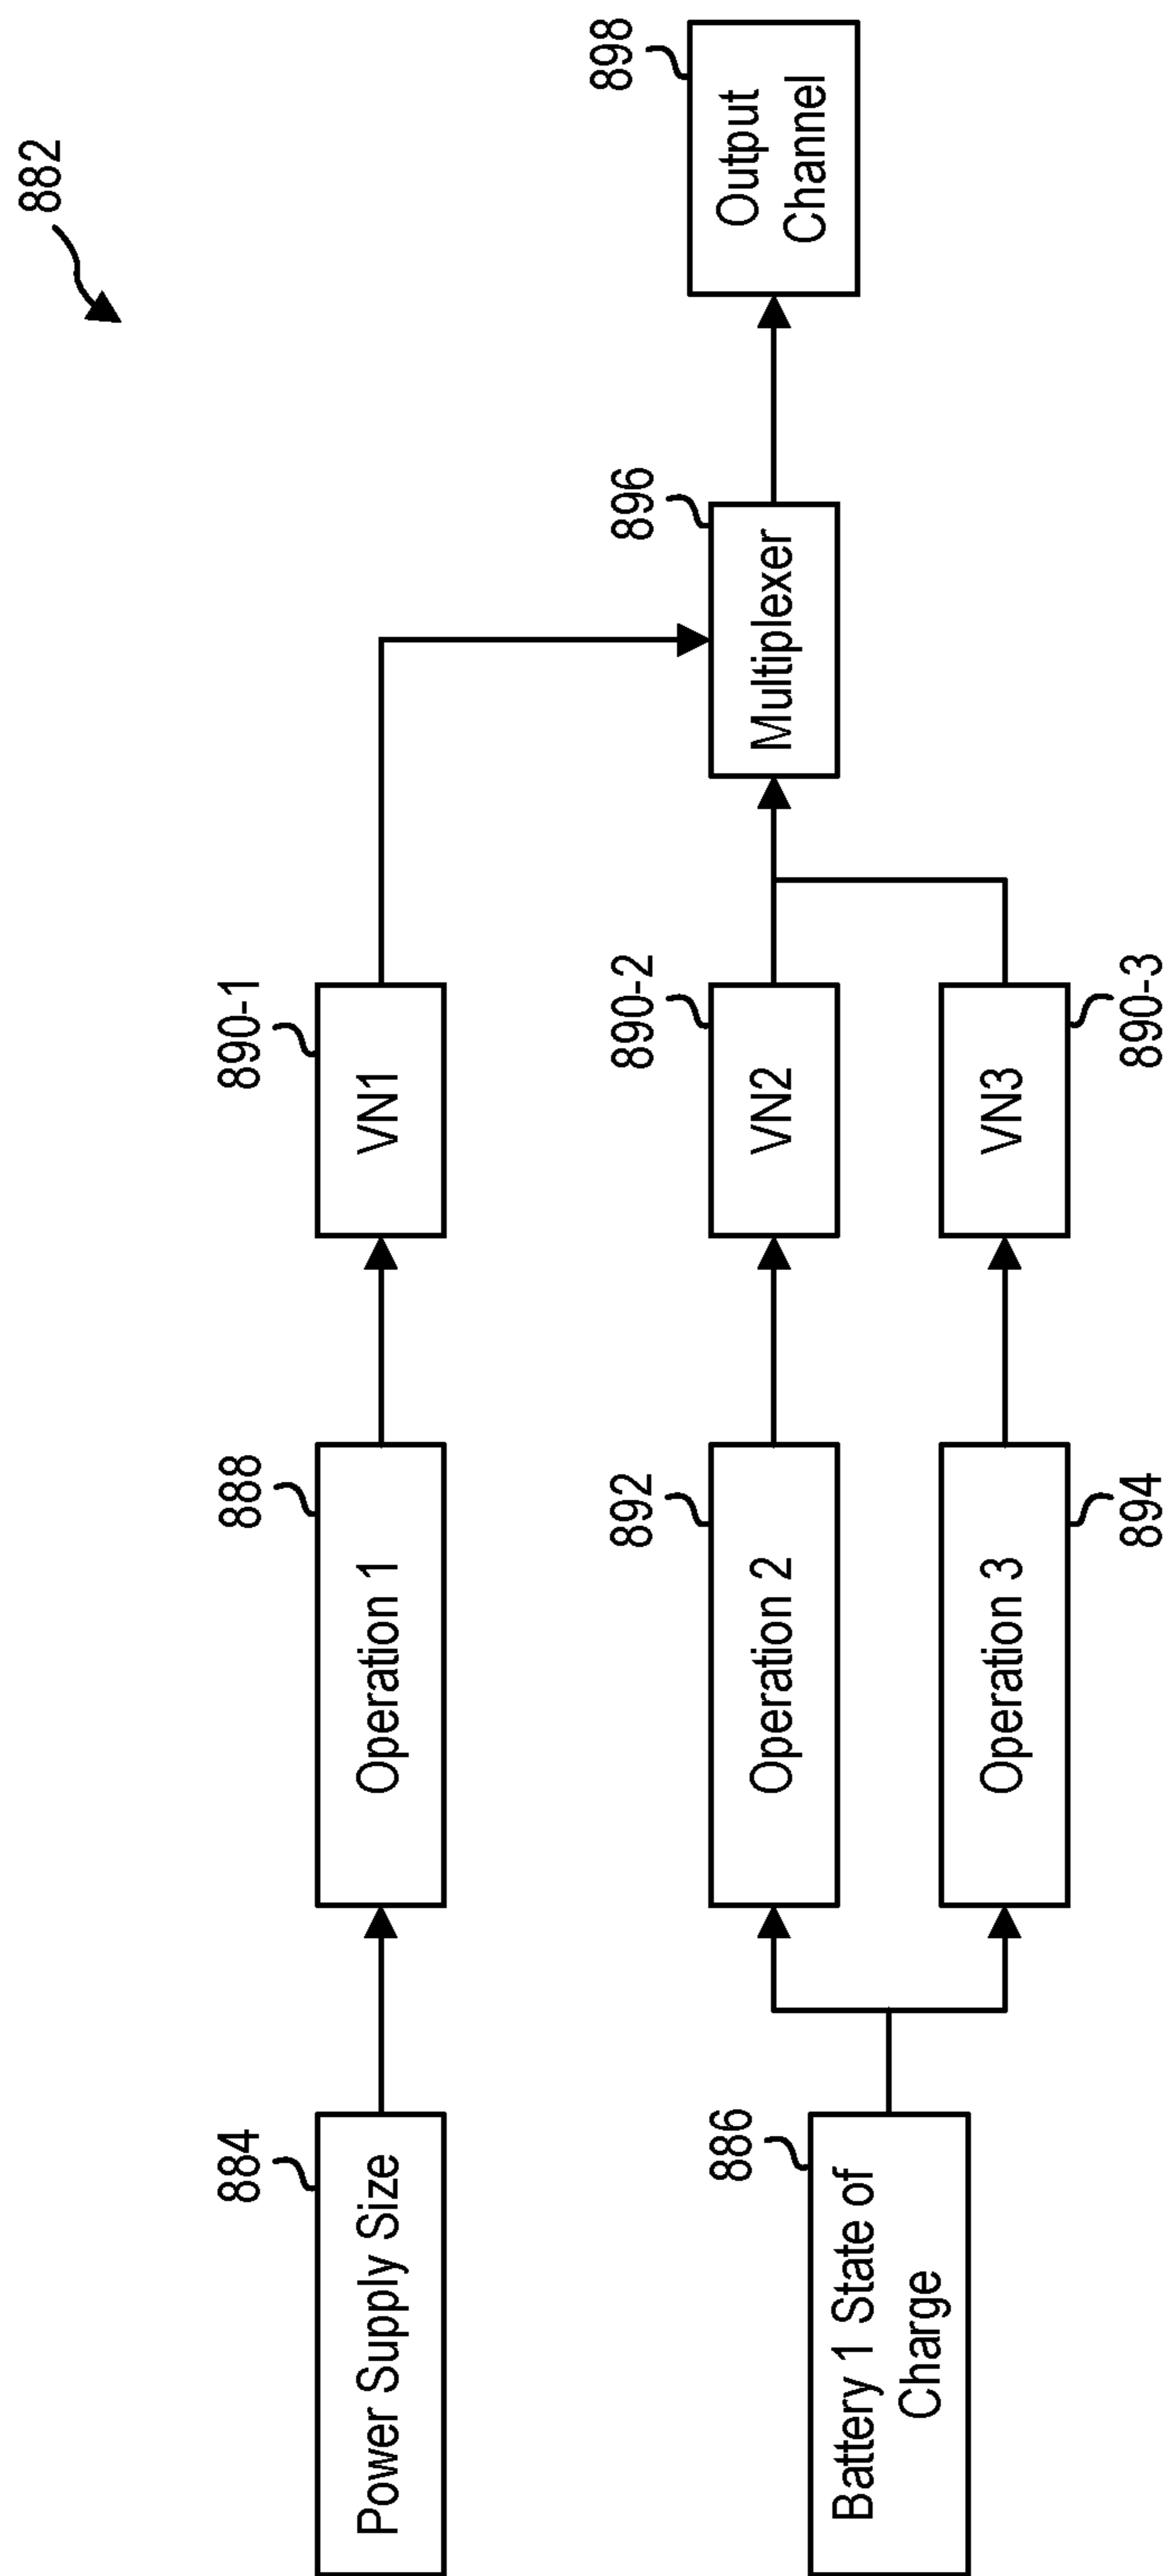 882
884
Power Supply Size
888
Operation 1
890-1
VN1
886
Battery 1 State of
Charge
892
Operation 2
890-2
VN2
894
Operation 3
890-3
VN3
896
Multiplexer
898
Output
Channel